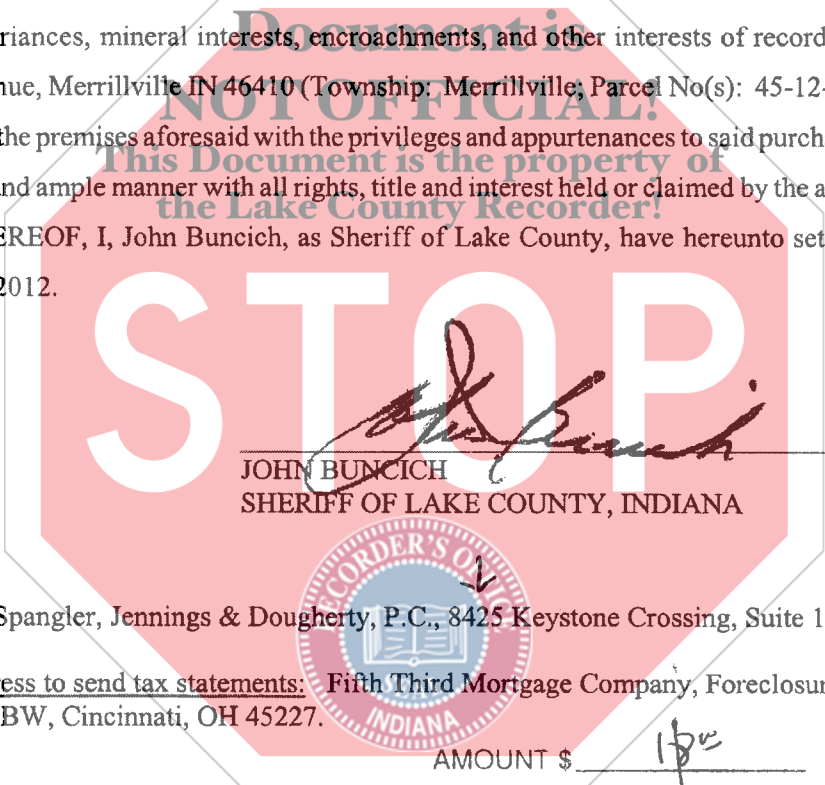 Document is
riances, mineral interests, encroachments, and other interests of record
nue, Merrillville IN 46410 (Township: Merrillville; Parcel No(s): 45-12-
NOT OFFICIAL!
the premises aforesaid with the privileges and appurtenances to said purch
This Document is the property of
nd ample manner with all rights, title and interest held or claimed by the a
the Lake County Recorder!
EREOF, I, John Buncich, as Sheriff of Lake County, have hereunto set
2012.
STOP
JOHN BUNCICH
SHERIFF OF LAKE COUNTY, INDIANA
RECORDER'S OFFICE
Spangler, Jennings & Dougherty, P.C., 8425 Keystone Crossing, Suite 1
ess to send tax statements: Fifth Third Mortgage Company, Foreclosur
BW, Cincinnati, OH 45227.
INDIANA
AMOUNT $